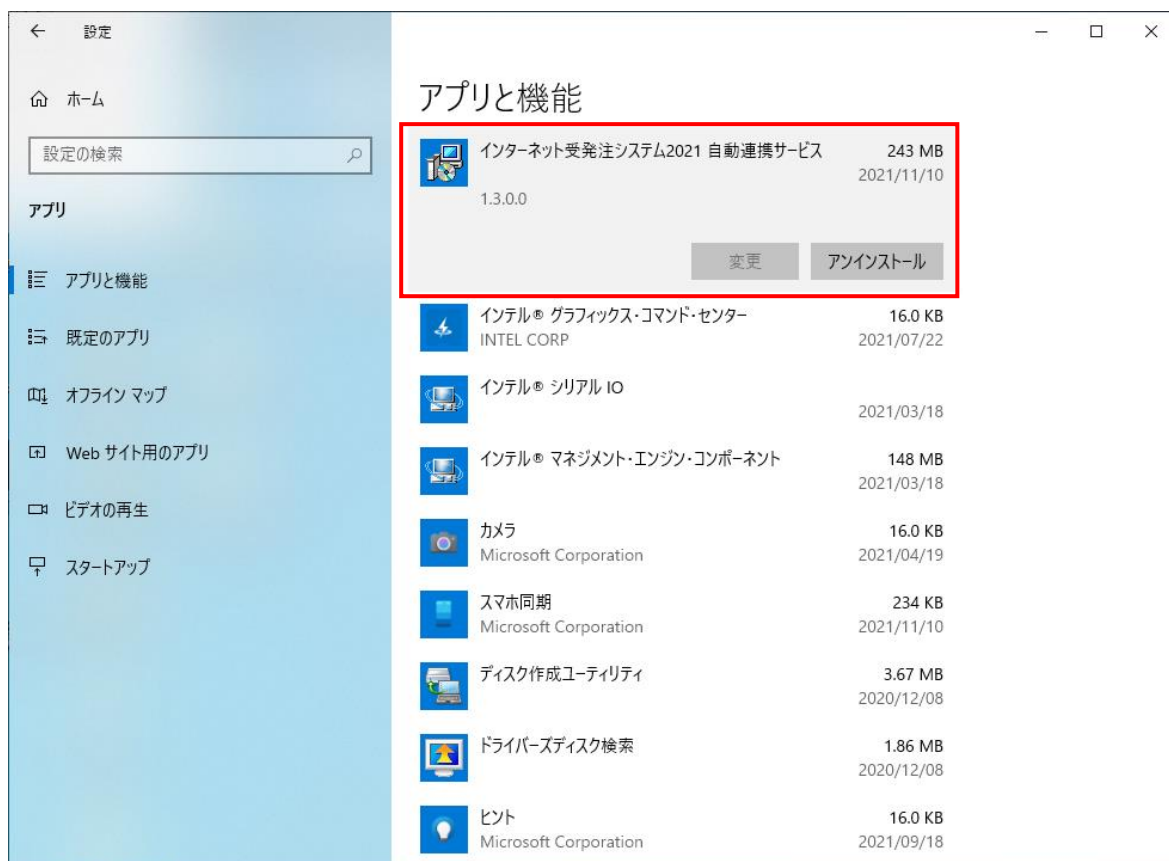 設定
ホーム
設定の検索
アプリ
アプリと機能
既定のアプリ
オフライン マップ
Web サイト用のアプリ
ビデオの再生
スタートアップ
アプリと機能
インターネット受発注システム2021 自動連携サービス 243 MB
2021/11/10
1.3.0.0
変更 アンインストール
インテル® グラフィックス・コマンド・センター 16.0 KB
INTEL CORP 2021/07/22
インテル® シリアル IO
2021/03/18
インテル® マネジメント・エンジン・コンポーネント 148 MB
2021/03/18
カメラ 16.0 KB
Microsoft Corporation 2021/04/19
スマホ同期 234 KB
Microsoft Corporation 2021/11/10
ディスク作成ユーティリティ 3.67 MB
2020/12/08
ドライバーズディスク検索 1.86 MB
2020/12/08
ヒント 16.0 KB
Microsoft Corporation 2021/09/18